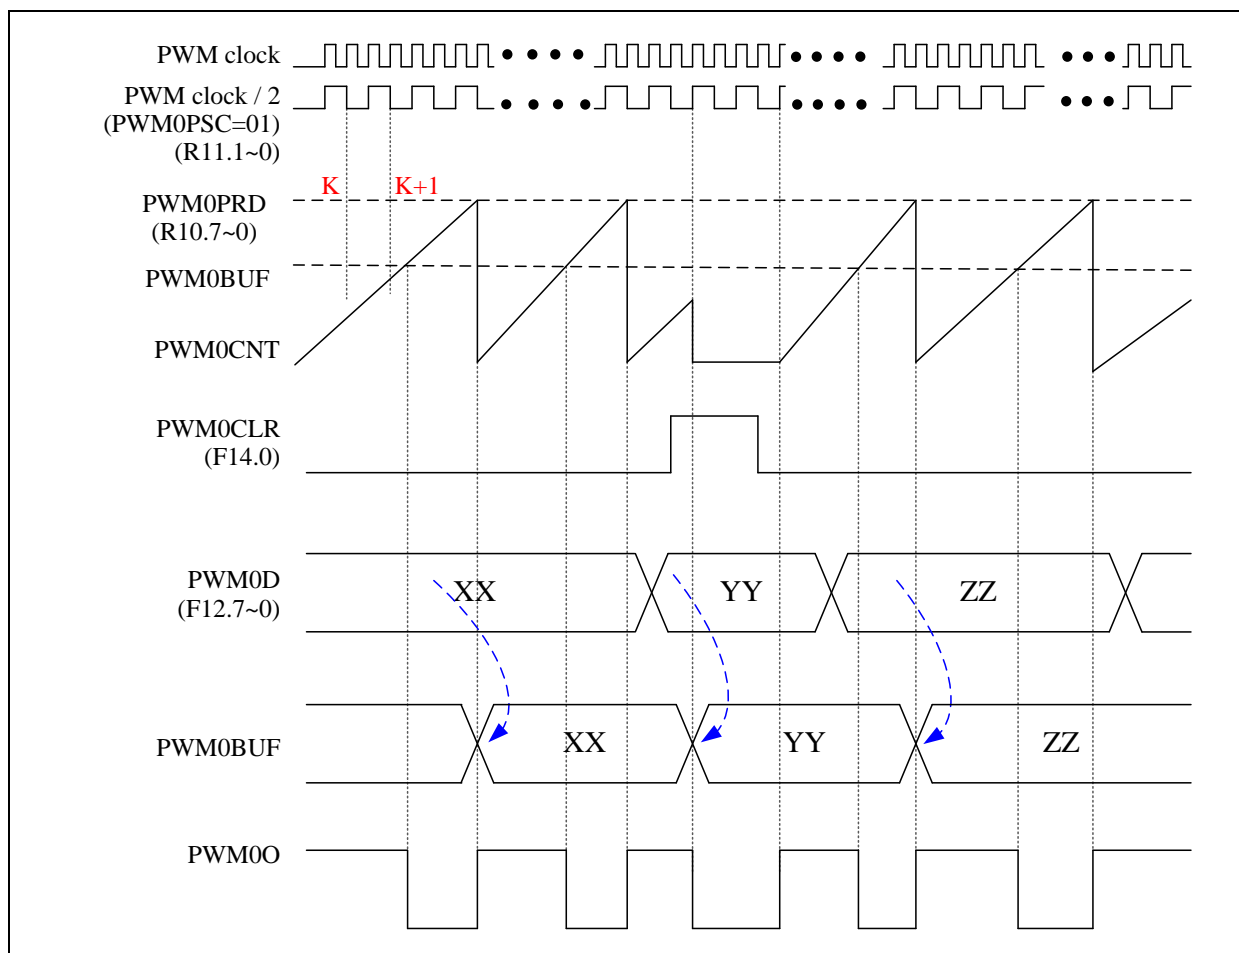 PWM clock
PWM clock / 2
(PWM0PSC=01)
(R11.1~0)
K
K+1
PWM0PRD
(R10.7~0)
PWM0BUF
PWM0CNT
PWM0CLR
(F14.0)
PWM0D
(F12.7~0)
XX
YY
ZZ
PWM0BUF
XX
YY
ZZ
PWM0O